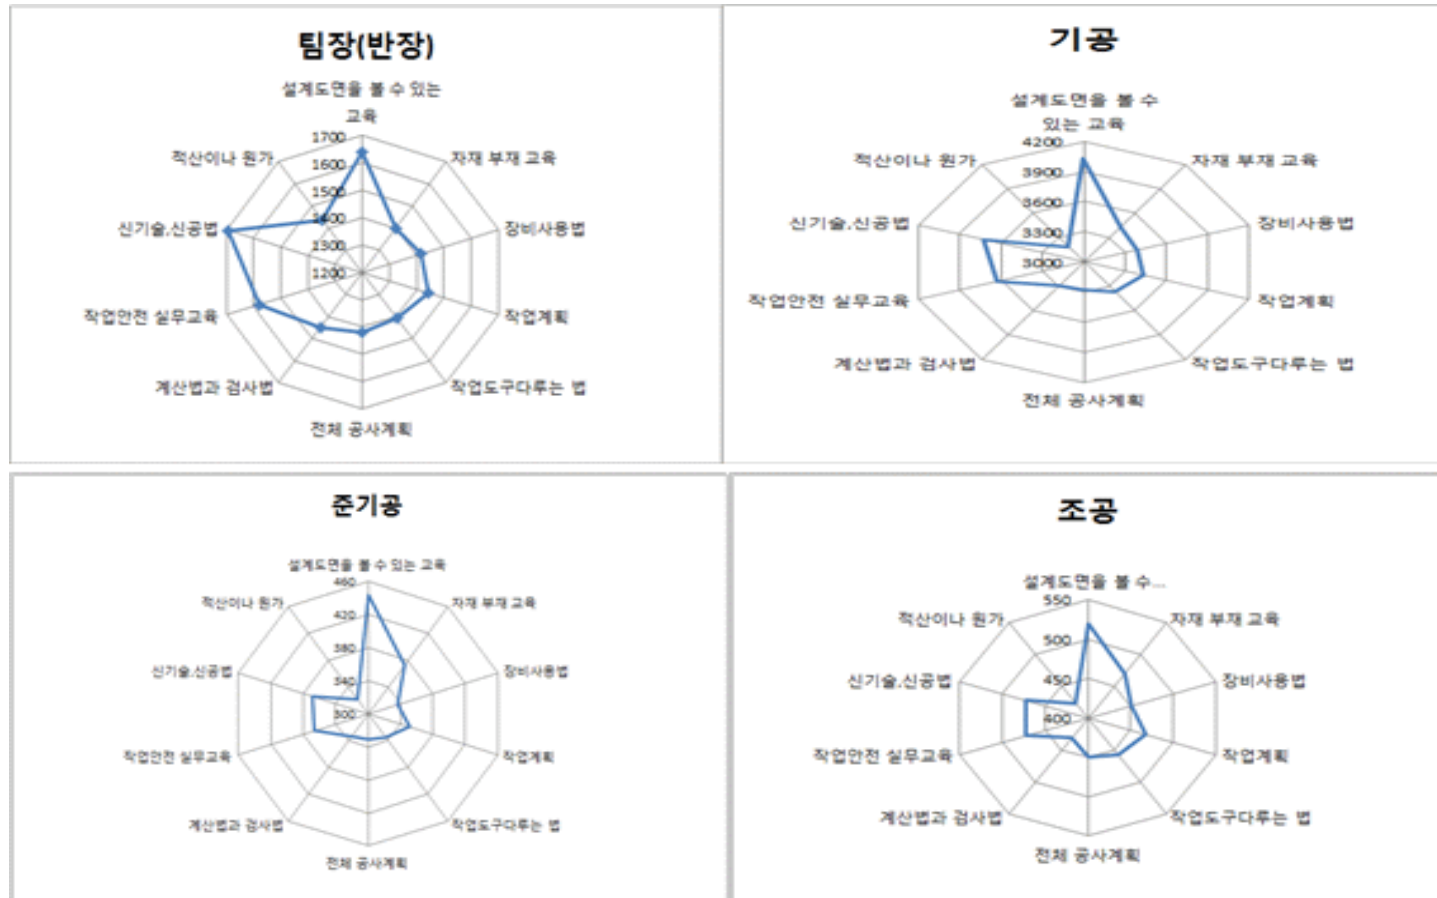 팀장(반장)
설계도면을 볼 수 있는
교육
자재 부재 교육
장비사용법
작업계획
작업도구다루는 법
전체 공사계획
계산법과 검사법
작업안전 실무교육
신기술,신공법
적산이나 원가
1700
1600
1500
1400
1300
1200
기공
설계도면을 볼 수
있는 교육
자재 부재 교육
장비사용법
작업계획
작업도구다루는 법
전체 공사계획
계산법과 검사법
작업안전 실무교육
신기술,신공법
적산이나 원가
4200
3900
3600
3300
3000
준기공
설계도면을 볼 수 있는 교육
자재 부재 교육
장비사용법
작업계획
작업도구다루는 법
전체 공사계획
계산법과 검사법
작업안전 실무교육
신기술,신공법
적산이나 원가
460
420
380
340
300
조공
설계도면을 볼 수...
자재 부재 교육
장비사용법
작업계획
작업도구다루는 법
전체 공사계획
계산법과 검사법
작업안전 실무교육
신기술,신공법
적산이나 원가
550
500
450
400